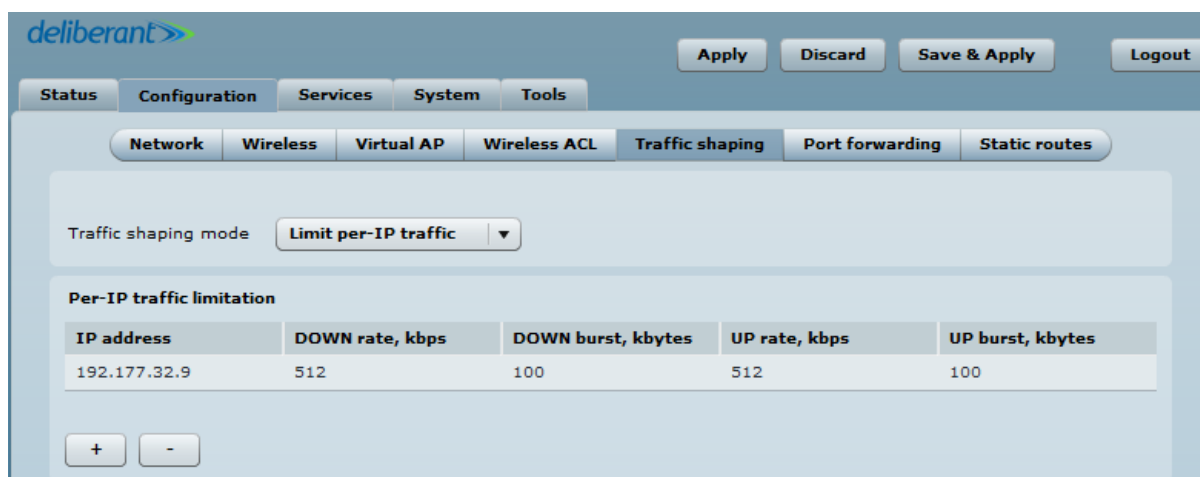 deliberant
Apply Discard Save & Apply Logout
Status Configuration Services System Tools
Network Wireless Virtual AP Wireless ACL Traffic shaping Port forwarding Static routes
Traffic shaping mode Limit per-IP traffic
Per-IP traffic limitation
IP address DOWN rate, kbps DOWN burst, kbytes UP rate, kbps UP burst, kbytes
192.177.32.9 512 100 512 100
+ -